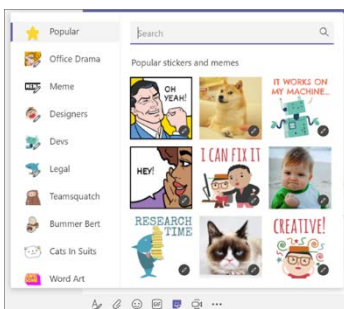 Popular
Office Drama
Meme
Designers
Devs
Legal
Teamsquatch
Bummer Bert
Cats In Suits
Word Art
Search
Popular stickers and memes
OH
YEAH!
IT WORKS ON
MY MACHINE...
HEY!
I CAN FIX IT
RESEARCH
TIME
CREATIVE!
GIF